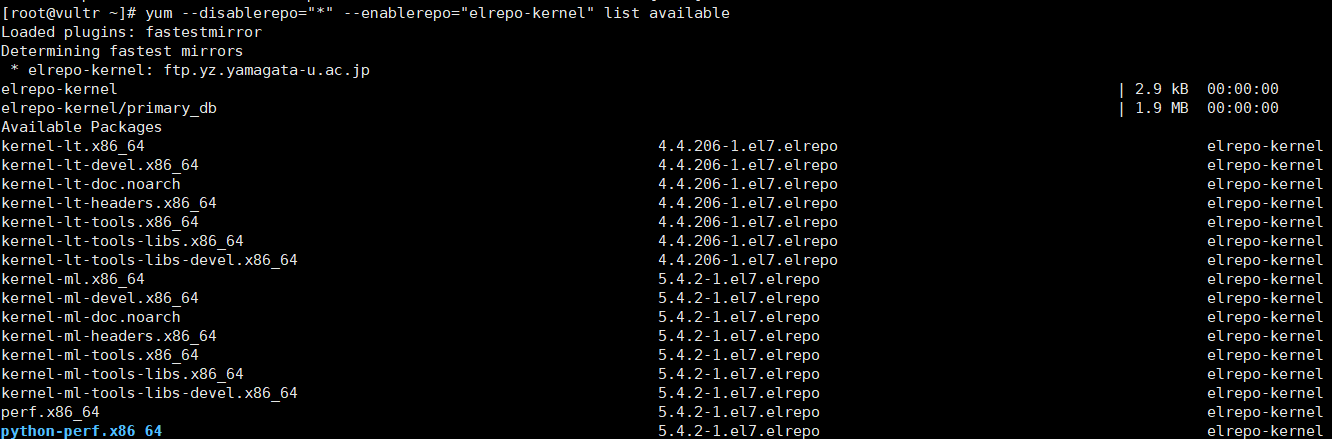 [root@vultr ~]# yum --disablerepo="*" --enablerepo="elrepo-kernel" list available
Loaded plugins: fastestmirror
Determining fastest mirrors
 * elrepo-kernel: ftp.yz.yamagata-u.ac.jp
elrepo-kernel | 2.9 kB 00:00:00
elrepo-kernel/primary_db | 1.9 MB 00:00:00
Available Packages
kernel-lt.x86_64 4.4.206-1.el7.elrepo elrepo-kernel
kernel-lt-devel.x86_64 4.4.206-1.el7.elrepo elrepo-kernel
kernel-lt-doc.noarch 4.4.206-1.el7.elrepo elrepo-kernel
kernel-lt-headers.x86_64 4.4.206-1.el7.elrepo elrepo-kernel
kernel-lt-tools.x86_64 4.4.206-1.el7.elrepo elrepo-kernel
kernel-lt-tools-libs.x86_64 4.4.206-1.el7.elrepo elrepo-kernel
kernel-lt-tools-libs-devel.x86_64 4.4.206-1.el7.elrepo elrepo-kernel
kernel-ml.x86_64 5.4.2-1.el7.elrepo elrepo-kernel
kernel-ml-devel.x86_64 5.4.2-1.el7.elrepo elrepo-kernel
kernel-ml-doc.noarch 5.4.2-1.el7.elrepo elrepo-kernel
kernel-ml-headers.x86_64 5.4.2-1.el7.elrepo elrepo-kernel
kernel-ml-tools.x86_64 5.4.2-1.el7.elrepo elrepo-kernel
kernel-ml-tools-libs.x86_64 5.4.2-1.el7.elrepo elrepo-kernel
kernel-ml-tools-libs-devel.x86_64 5.4.2-1.el7.elrepo elrepo-kernel
perf.x86_64 5.4.2-1.el7.elrepo elrepo-kernel
python-perf.x86_64 5.4.2-1.el7.elrepo elrepo-kernel